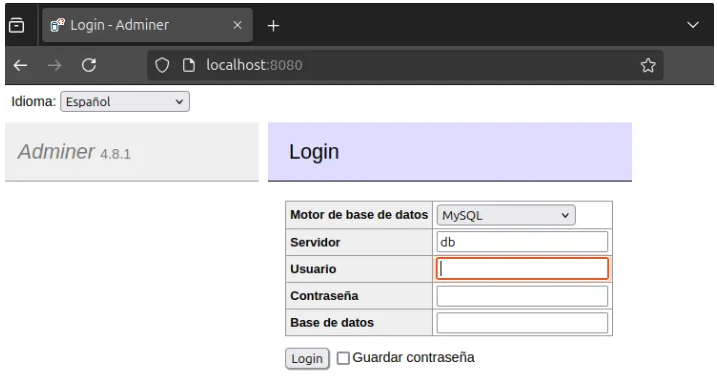 Login - Adminer
localhost:8080
Idioma: Español
Adminer 4.8.1
Login
Motor de base de datos MySQL
Servidor db
Usuario
Contraseña
Base de datos
Login Guardar contraseña